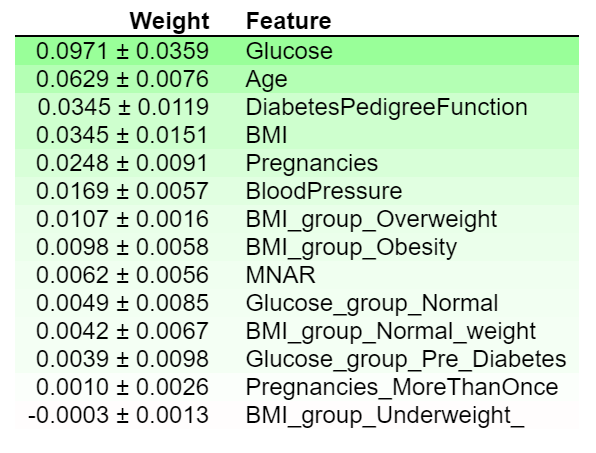 Weight Feature
0.0971 ± 0.0359 Glucose
0.0629 ± 0.0076 Age
0.0345 ± 0.0119 DiabetesPedigreeFunction
0.0345 ± 0.0151 BMI
0.0248 ± 0.0091 Pregnancies
0.0169 ± 0.0057 BloodPressure
0.0107 ± 0.0016 BMI_group_Overweight
0.0098 ± 0.0058 BMI_group_Obesity
0.0062 ± 0.0056 MNAR
0.0049 ± 0.0085 Glucose_group_Normal
0.0042 ± 0.0067 BMI_group_Normal_weight
0.0039 ± 0.0098 Glucose_group_Pre_Diabetes
0.0010 ± 0.0026 Pregnancies_MoreThanOnce
-0.0003 ± 0.0013 BMI_group_Underweight_